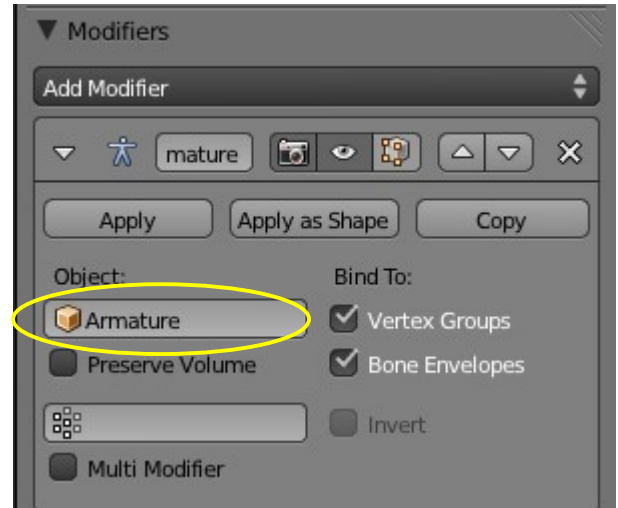 Modifiers
Add Modifier
mature
Apply Apply as Shape Copy
Object: Bind To:
Armature Vertex Groups
Preserve Volume Bone Envelopes
Invert
Multi Modifier